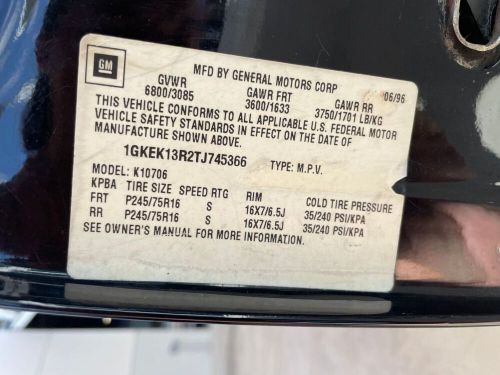 GM
MFD BY GENERAL MOTORS CORP 06/96
GVWR GAWR FRT GAWR RR
6800/3085 3600/1633 3750/1701 LB/KG
THIS VEHICLE CONFORMS TO ALL APPLICABLE U.S. FEDERAL MOTOR
VEHICLE SAFETY STANDARDS IN EFFECT ON THE DATE OF
MANUFACTURE SHOWN ABOVE.
1GKEK13R2TJ745366 TYPE: M.P.V.
MODEL: K10706
KPBA TIRE SIZE SPEED RTG RIM COLD TIRE PRESSURE
FRT P245/75R16 S 16X7/6.5J 35/240 PSI/KPA
RR P245/75R16 S 16X7/6.5J 35/240 PSI/KPA
SEE OWNER'S MANUAL FOR MORE INFORMATION.